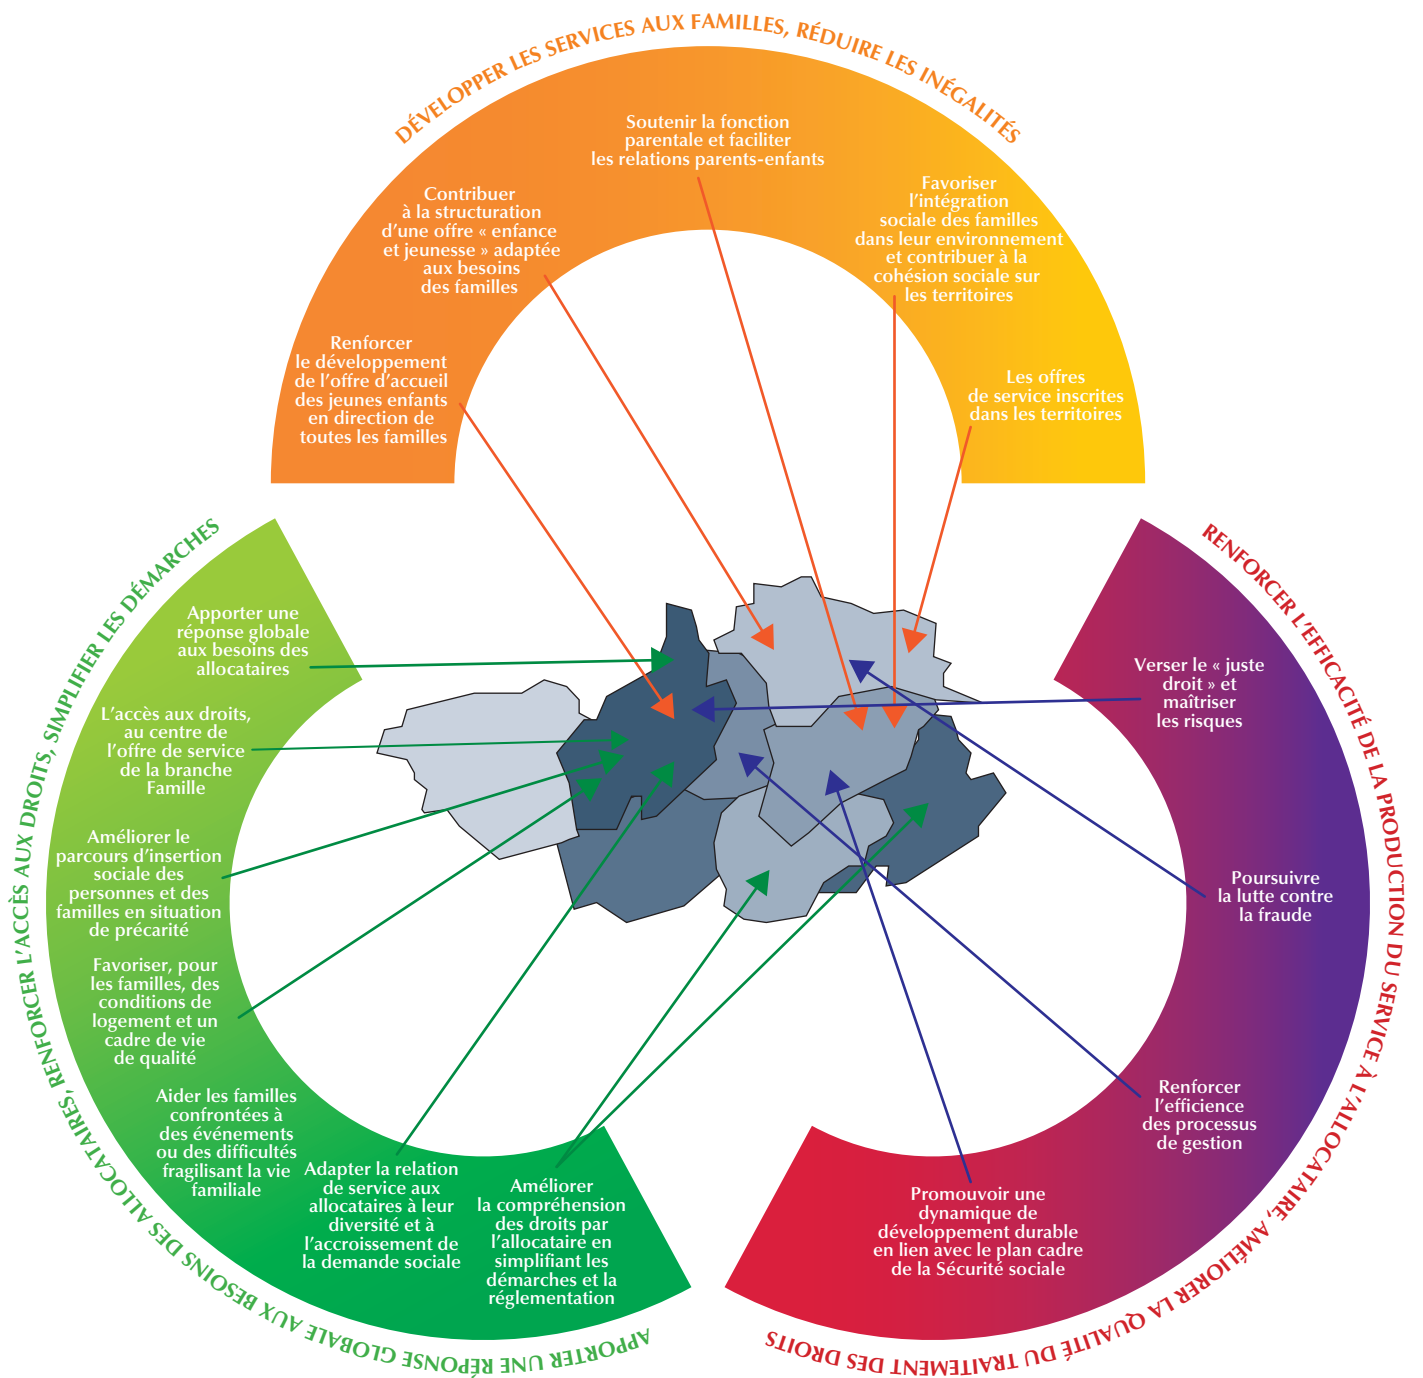 DÉVELOPPER LES SERVICES AUX FAMILLES, RÉDUIRE LES INÉGALITÉS
Soutenir la fonction
parentale et faciliter
les relations parents-enfants
Contribuer
à la structuration
d'une offre « enfance
et jeunesse » adaptée
aux besoins
des familles
Favoriser
l'intégration
sociale des familles
dans leur environnement
et contribuer à la
cohésion sociale sur
les territoires
Renforcer
le développement
de l'offre d'accueil
des jeunes enfants
en direction de
toutes les familles
Les offres
de service inscrites
dans les territoires
APPORTER UNE RÉPONSE GLOBALE AUX BESOINS DES ALLOCATAIRES, RENFORCER L'ACCÈS AUX DROITS, SIMPLIFIER LES DÉMARCHES
Apporter une
réponse globale
aux besoins des
allocataires
L'accès aux droits,
au centre de
l'offre de service
de la branche
Famille
Améliorer le
parcours d'insertion
sociale des
personnes et des
familles en situation
de précarité
Favoriser, pour
les familles, des
conditions de
logement et un
cadre de vie
de qualité
Aider les familles
confrontées à
des événements
ou des difficultés
fragilisant la vie
familiale
Adapter la relation
de service aux
allocataires à leur
diversité et à
l'accroissement de
la demande sociale
Améliorer
la compréhension
des droits par
l'allocataire en
simplifiant les
démarches et la
réglementation
RENFORCER L'EFFICACITÉ DE LA PRODUCTION DU SERVICE À L'ALLOCATAIRE, AMÉLIORER LA QUALITÉ DU TRAITEMENT DES DROITS
Verser le « juste
droit » et
maîtriser
les risques
Poursuivre
la lutte contre
la fraude
Renforcer
l'efficience
des processus
de gestion
Promouvoir une
dynamique de
développement durable
en lien avec le plan cadre
de la Sécurité sociale